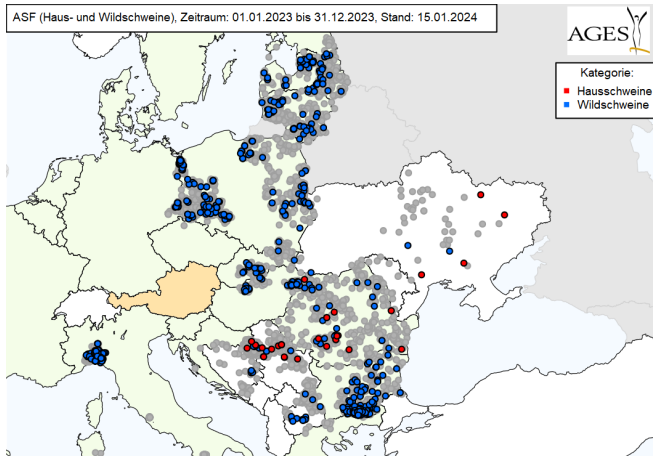 ASF (Haus- und Wildschweine), Zeitraum: 01.01.2023 bis 31.12.2023, Stand: 15.01.2024
AGES
Kategorie:
Hausschweine
Wildschweine